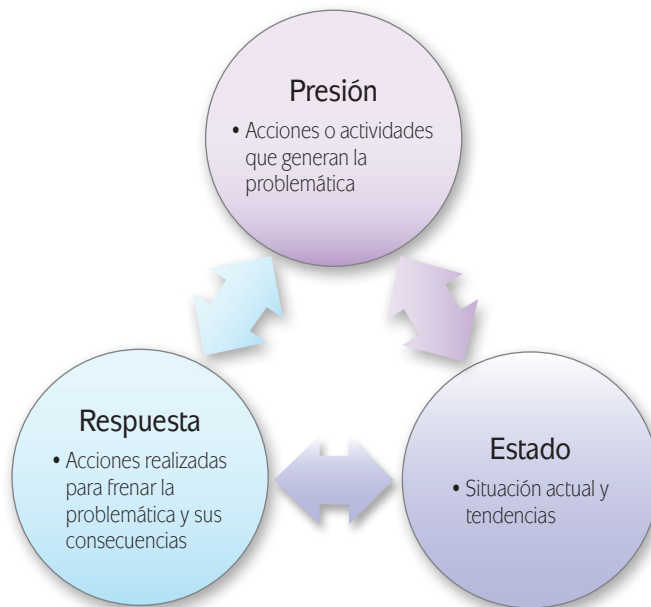 Presión
• Acciones o actividades
que generan la
problemática
Respuesta
• Acciones realizadas
para frenar la
problemática y sus
consecuencias
Estado
• Situación actual y
tendencias